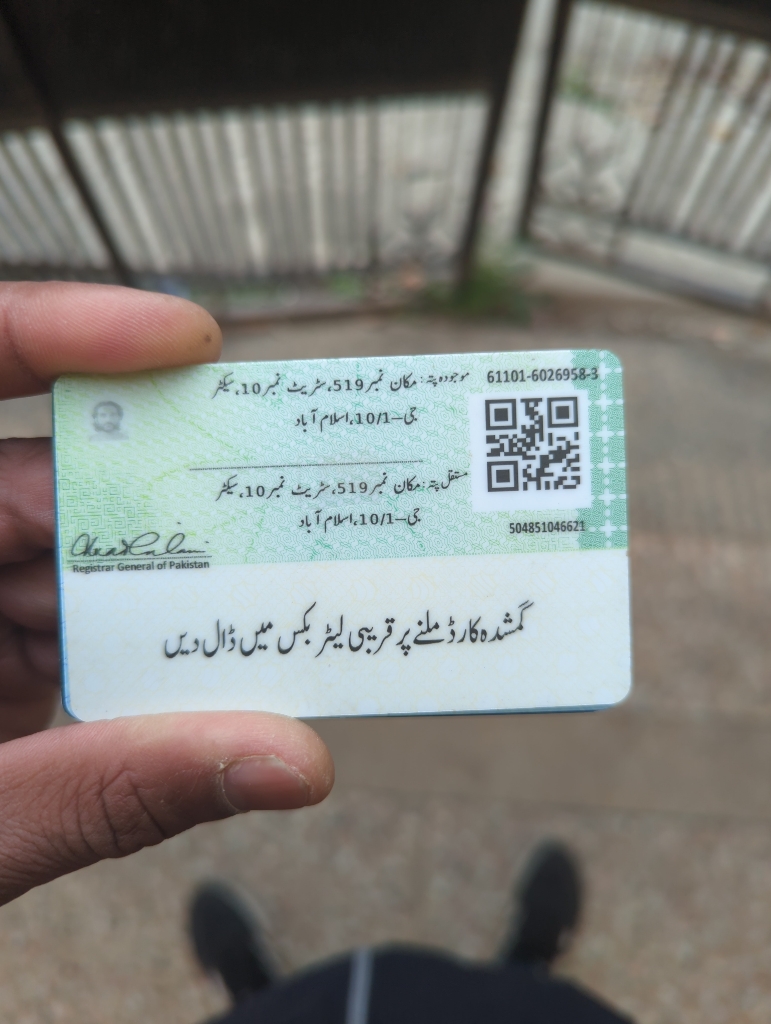 موجودہ پتہ: مکان نمبر 519، سٹریٹ نمبر 10، سیکٹر
جی–10/1، اسلام آباد
61101-6026958-3
مستقل پتہ: مکان نمبر 519، سٹریٹ نمبر 10، سیکٹر
جی–10/1، اسلام آباد
504851046621
Registrar General of Pakistan
گمشدہ کارڈ ملنے پر قریبی لیٹر بکس میں ڈال دیں